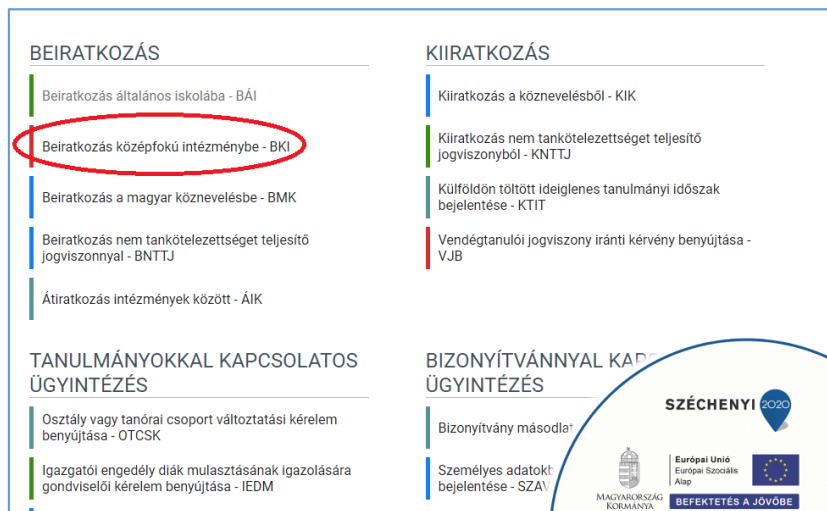 BEIRATKOZÁS
Beiratkozás általános iskolába - BÁI
Beiratkozás középfokú intézménybe - BKI
Beiratkozás a magyar köznevelésbe - BMK
Beiratkozás nem tankötelezettséget teljesítő
jogviszonnyal - BNTTJ
Átiratkozás intézmények között - ÁIK
KIIRATKOZÁS
Kiiratkozás a köznevelésből - KIK
Kiiratkozás nem tankötelezettséget teljesítő
jogviszonyból - KNTTJ
Külföldön töltött ideiglenes tanulmányi időszak
bejelentése - KTIT
Vendégtanulói jogviszony iránti kérvény benyújtása -
VJB
TANULMÁNYOKKAL KAPCSOLATOS
ÜGYINTÉZÉS
Osztály vagy tanórai csoport változtatási kérelem
benyújtása - OTCSK
Igazgatói engedély diák mulasztásának igazolására
gondviselői kérelem benyújtása - IEDM
BIZONYÍTVÁNNYAL
ÜGYINTÉZÉS
Bizonyítvány
Személyes
bejelentése -
SZÉCHENYI 2020
MAGYARORSZÁG
KORMÁNYA
Európai Unió
Európai Szociális
Alap
BEFEKTETÉS A JÖVŐBE